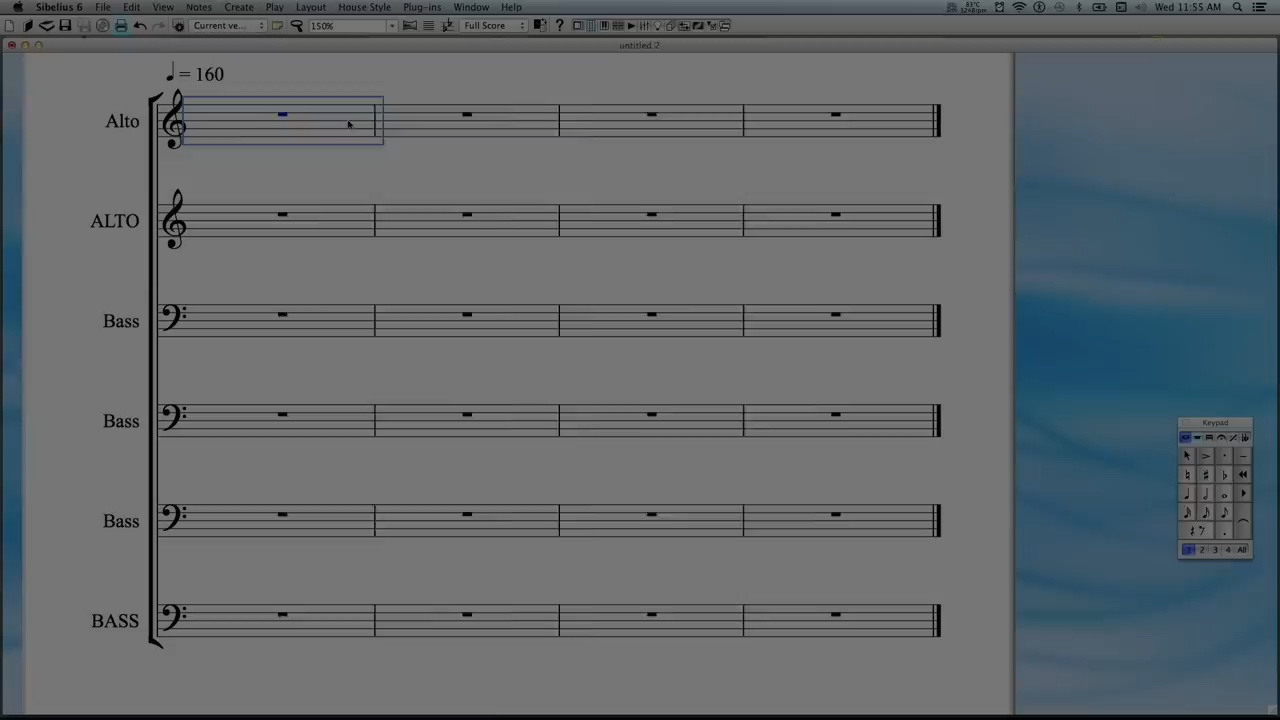 Sibelius 6 File Edit View Notes Create Play Layout House Style Plug-ins Window Help 83°C Wed 11:55 AM
Current ve... 150% Full Score
untitled 2
= 160
Alto
ALTO
Bass
Bass
Keypad
Bass
1 2 3 4 All
BASS